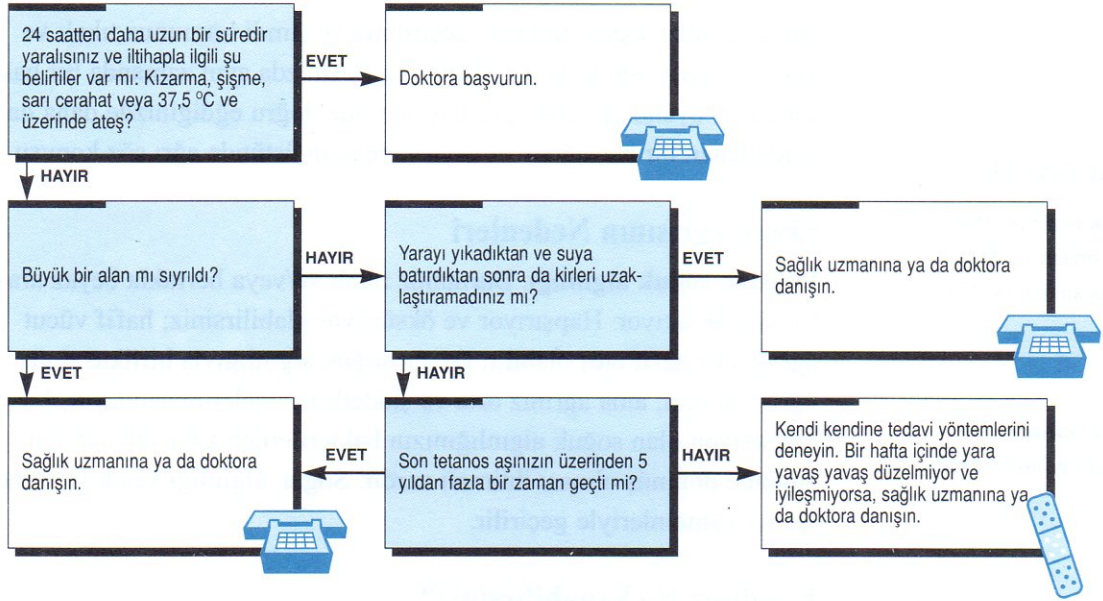 24 saatten daha uzun bir süredir
yaralısınız ve iltihapla ilgili şu
belirtiler var mı: Kızarma, şişme,
sarı cerahat veya 37,5 ºC ve
üzerinde ateş?
EVET
Doktora başvurun.
HAYIR
Büyük bir alan mı sıyrıldı?
HAYIR
Yarayı yıkadıktan ve suya
batırdıktan sonra da kirleri uzak-
laştıramadınız mı?
EVET
Sağlık uzmanına ya da doktora
danışın.
EVET
HAYIR
Sağlık uzmanına ya da doktora
danışın.
EVET
Son tetanos aşınızın üzerinden 5
yıldan fazla bir zaman geçti mi?
HAYIR
Kendi kendine tedavi yöntemlerini
deneyin. Bir hafta içinde yara
yavaş yavaş düzelmiyor ve
iyileşmiyorsa, sağlık uzmanına ya
da doktora danışın.